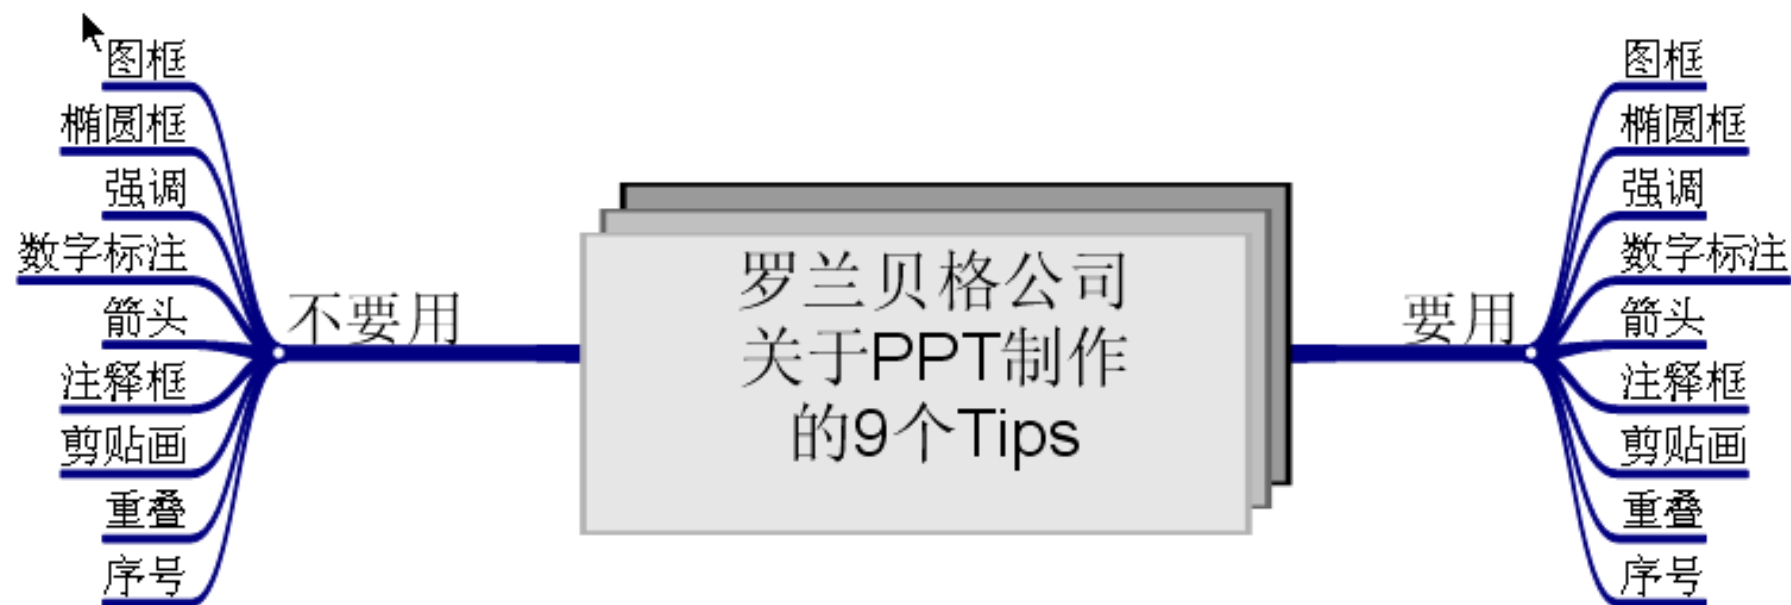 图框
椭圆框
强调
数字标注
箭头
注释框
剪贴画
重叠
序号
不要用
罗兰贝格公司
关于PPT制作
的9个Tips
要用
图框
椭圆框
强调
数字标注
箭头
注释框
剪贴画
重叠
序号